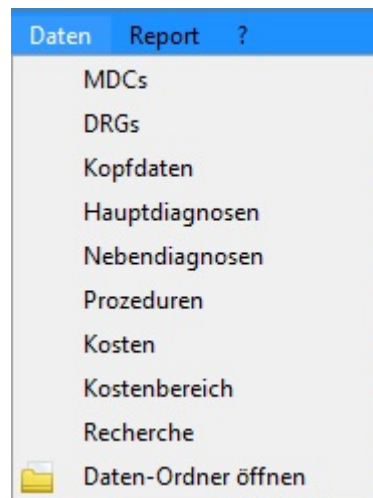 Daten Report ?
MDCs
DRGs
Kopfdaten
Hauptdiagnosen
Nebendiagnosen
Prozeduren
Kosten
Kostenbereich
Recherche
Daten-Ordner öffnen